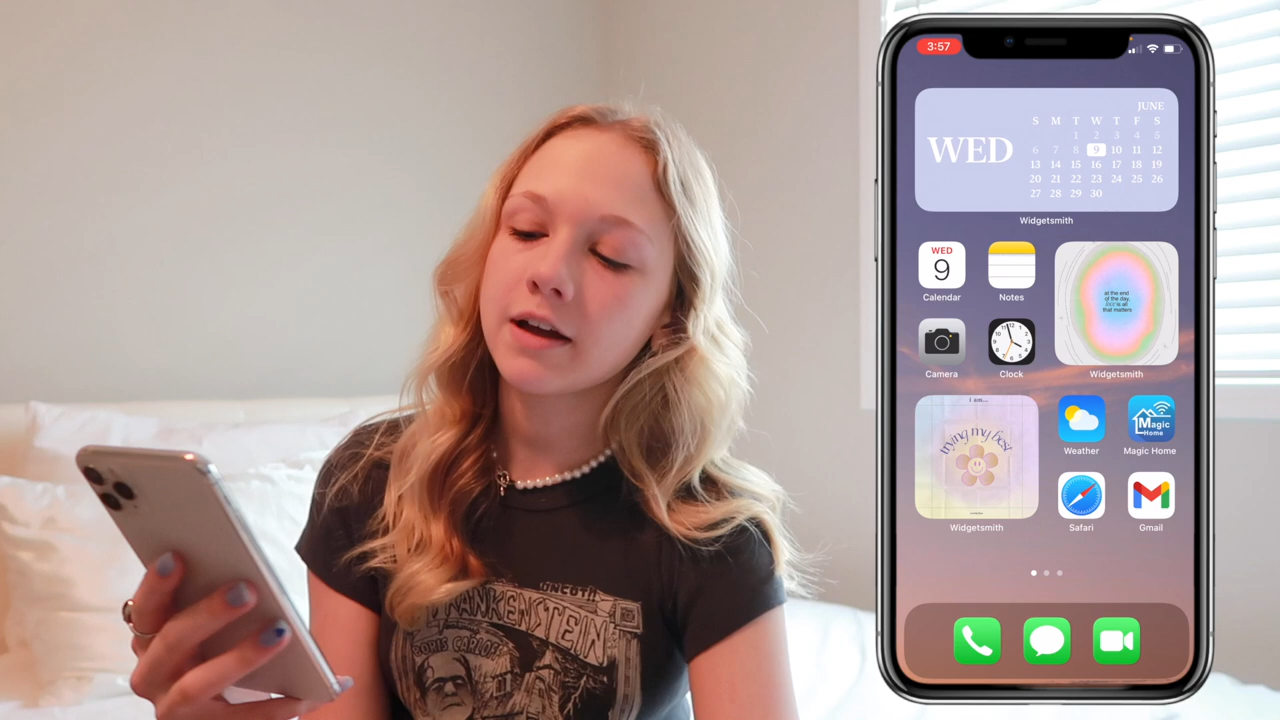 3:57
JUNE
S M T W T F S
1 2 3 4 5
WED
6 7 8 9 10 11 12
13 14 15 16 17 18 19
20 21 22 23 24 25 26
27 28 29 30
Widgetsmith
WED
9
Calendar
Notes
at the end
of the day,
is all
that matters
Camera
Clock
Widgetsmith
i am...
trying my best
Widgetsmith
Weather
Magic
Home
Magic Home
Safari
Gmail
UNCOTH
FRANKENSTEIN
BORIS KARLOFF